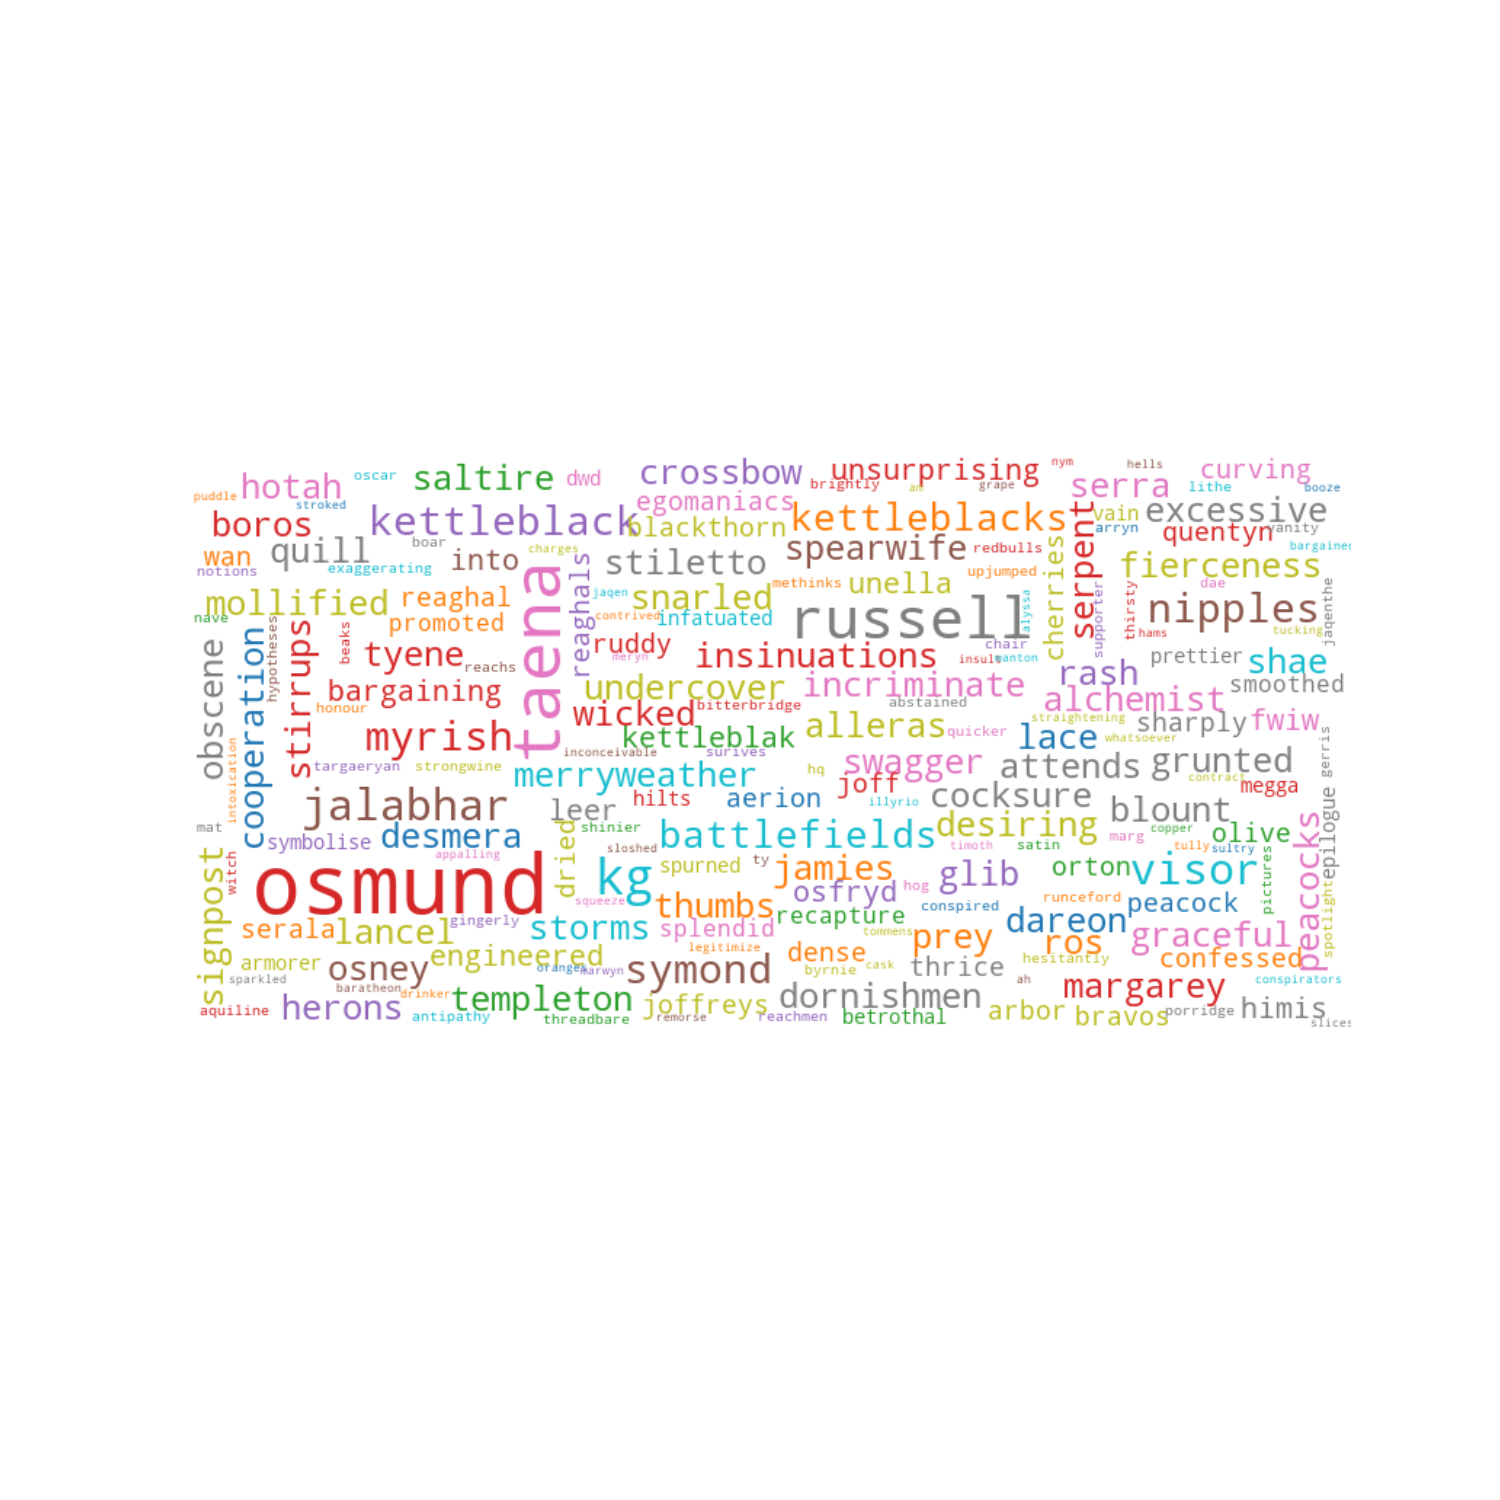 hotah oscar saltire dwd crossbow unsurprising nym hells curving
puddle stroked egomaniacs brightly am grape serra lithe booze
boros kettleblack blackthorn kettleblacks vain excessive
arryn quentyn vanity
wan quill boar into charges stiletto spearwife redbulls bargained
notions exaggerating reaghals methinks unella upjumped cherries serpent fierceness dae
mollified reaghal taena jaqen snarled russell alyssa supporter thirsty nipples jaqenthe
nave promoted contrived infatuated hams tucking
obscene cooperation hypotheses stirrups beaks tyene reachs ruddy meryn insinuations chair insult wanton rash prettier shae
bargaining undercover incriminate smoothed
honour wicked bitterbridge abstained alchemist
intoxication myrish kettleblak alleras quicker straightening sharply fwiw gerris
inconceivable surives lace whatsoever
targaeryan strongwine merryweather hq swagger attends grunted
jalabhar leer hilts aerion joff illyrio cocksure contract megga
blount
mat symbolise desmera dried shinier battlefields desiring marg copper olive
signpost witch appalling sloshed timoth satin tully sultry peacocks epilogue
osmund kg spurned ty jamies glib orton visor pictures
squeeze thumbs osfryd hog conspired runceford peacock spotlight
serala lancel gingerly storms splendid recapture tommens prey dareon ros graceful
engineered legitimize dense hesitantly confessed
armorer osney oranges marwyn symond byrnie cask thrice
sparkled baratheon drinker ah margarey conspirators
aquiline herons antipathy templeton threadbare joffreys remorse dornishmen reachmen betrothal arbor bravos porridge himis slices